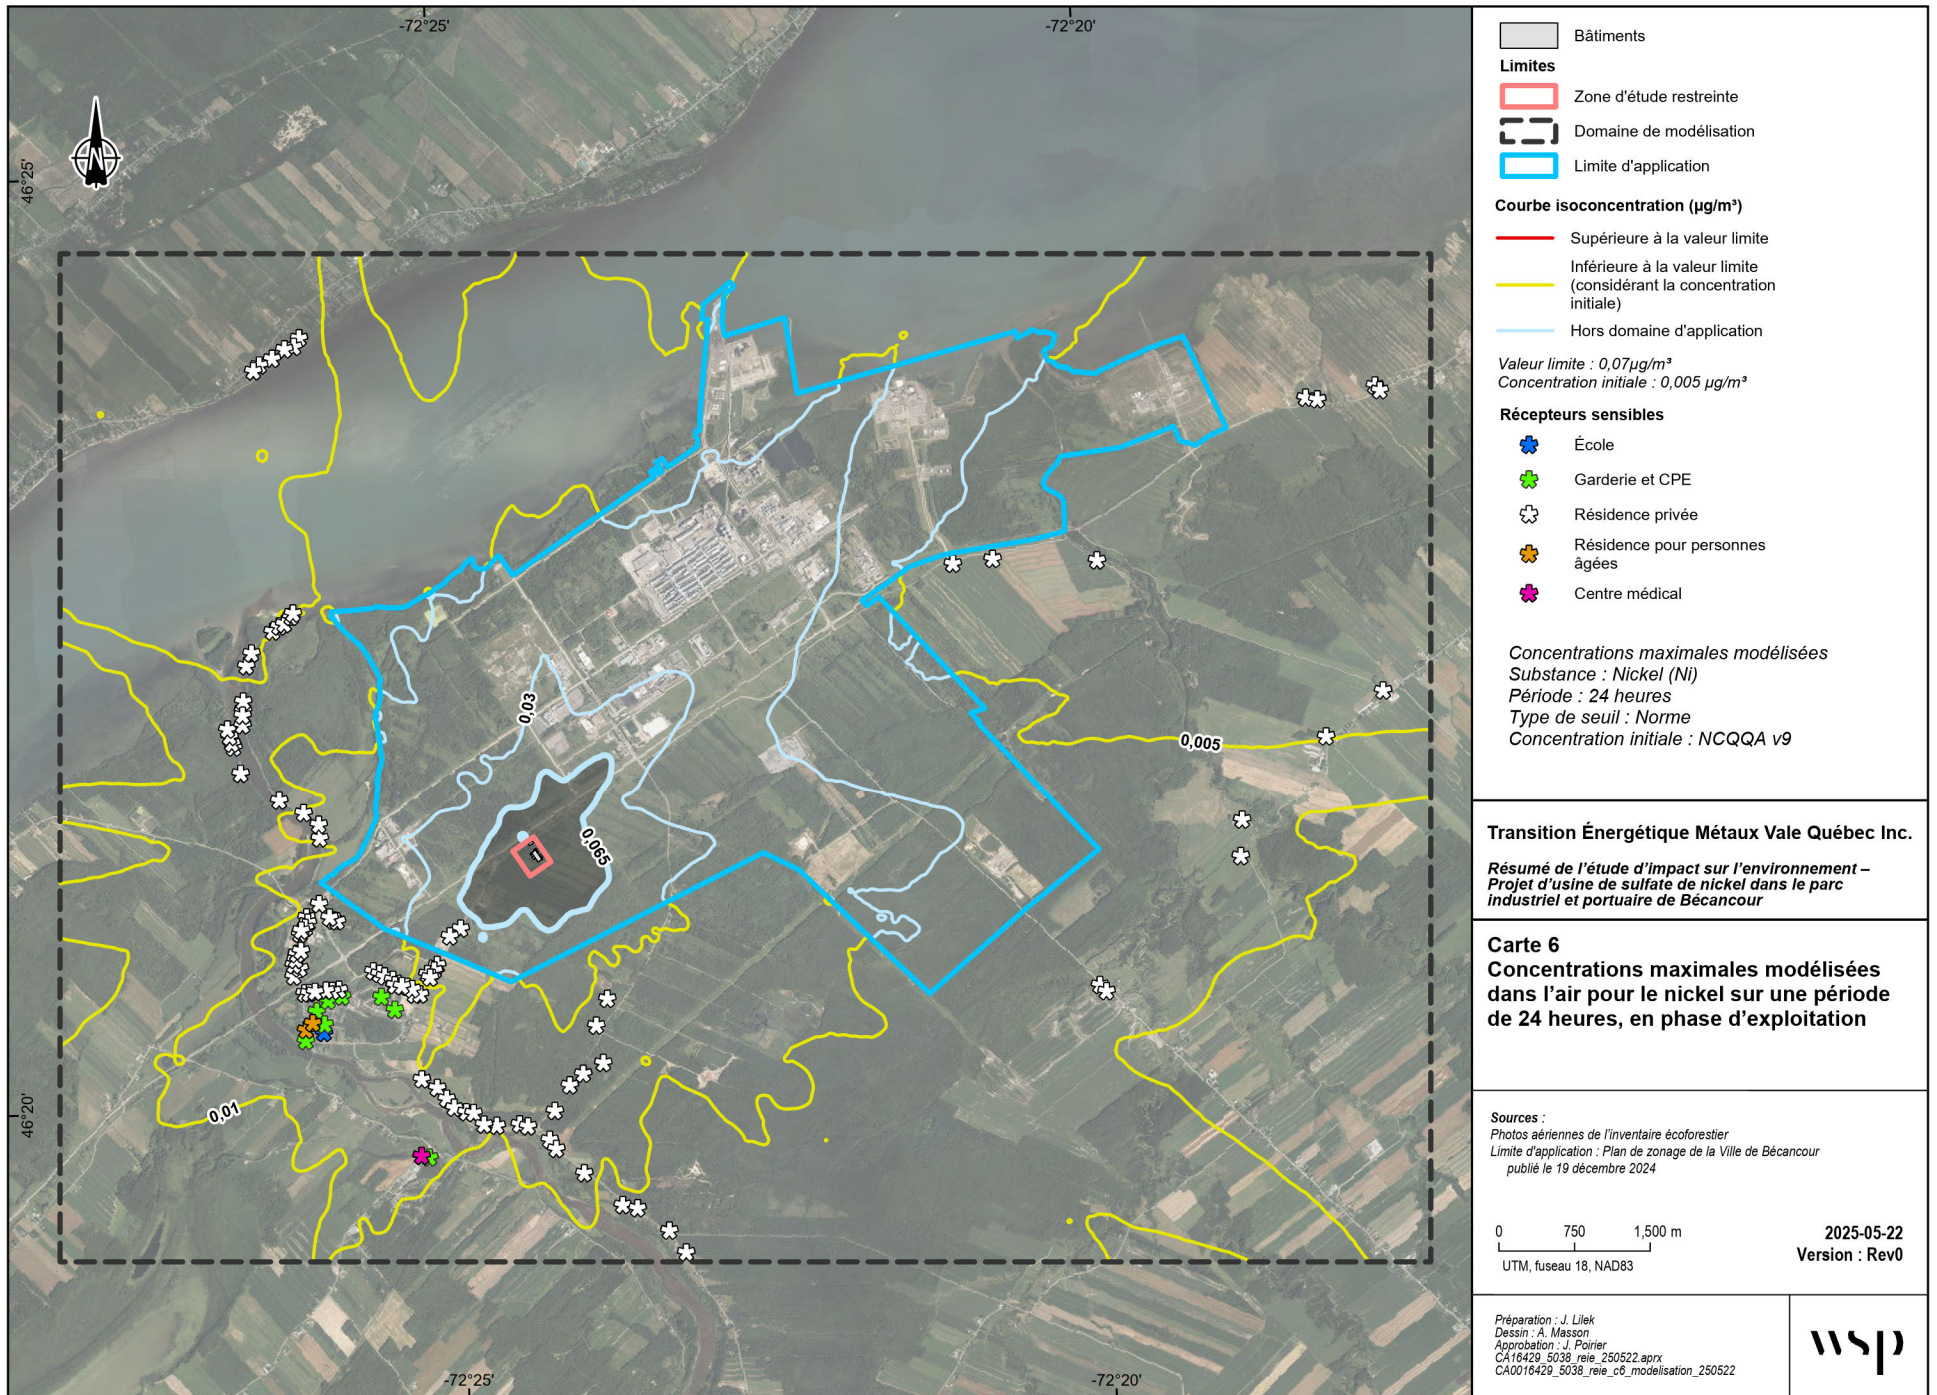 -72°25'
-72°20'
46°25'
N
0,03
0,005
0,065
0,01
46°20'
-72°25'
-72°20'
Bâtiments
Limites
Zone d'étude restreinte
Domaine de modélisation
Limite d'application
Courbe isoconcentration (µg/m³)
Supérieure à la valeur limite
Inférieure à la valeur limite
(considérant la concentration
initiale)
Hors domaine d'application
Valeur limite : 0,07µg/m³
Concentration initiale : 0,005 µg/m³
Récepteurs sensibles
École
Garderie et CPE
Résidence privée
Résidence pour personnes
âgées
Centre médical
Concentrations maximales modélisées
Substance : Nickel (Ni)
Période : 24 heures
Type de seuil : Norme
Concentration initiale : NCQQA v9
Transition Énergétique Métaux Vale Québec Inc.
Résumé de l'étude d'impact sur l'environnement –
Projet d'usine de sulfate de nickel dans le parc
industriel et portuaire de Bécancour
Carte 6
Concentrations maximales modélisées
dans l'air pour le nickel sur une période
de 24 heures, en phase d'exploitation
Sources :
Photos aériennes de l'inventaire écoforestier
Limite d'application : Plan de zonage de la Ville de Bécancour
publié le 19 décembre 2024
0 750 1,500 m
UTM, fuseau 18, NAD83
2025-05-22
Version : Rev0
Préparation : J. Lilek
Dessin : A. Masson
Approbation : J. Poirier
CA16429_5038_reie_250522.aprx
CA0016429_5038_reie_c6_modelisation_250522
wsp